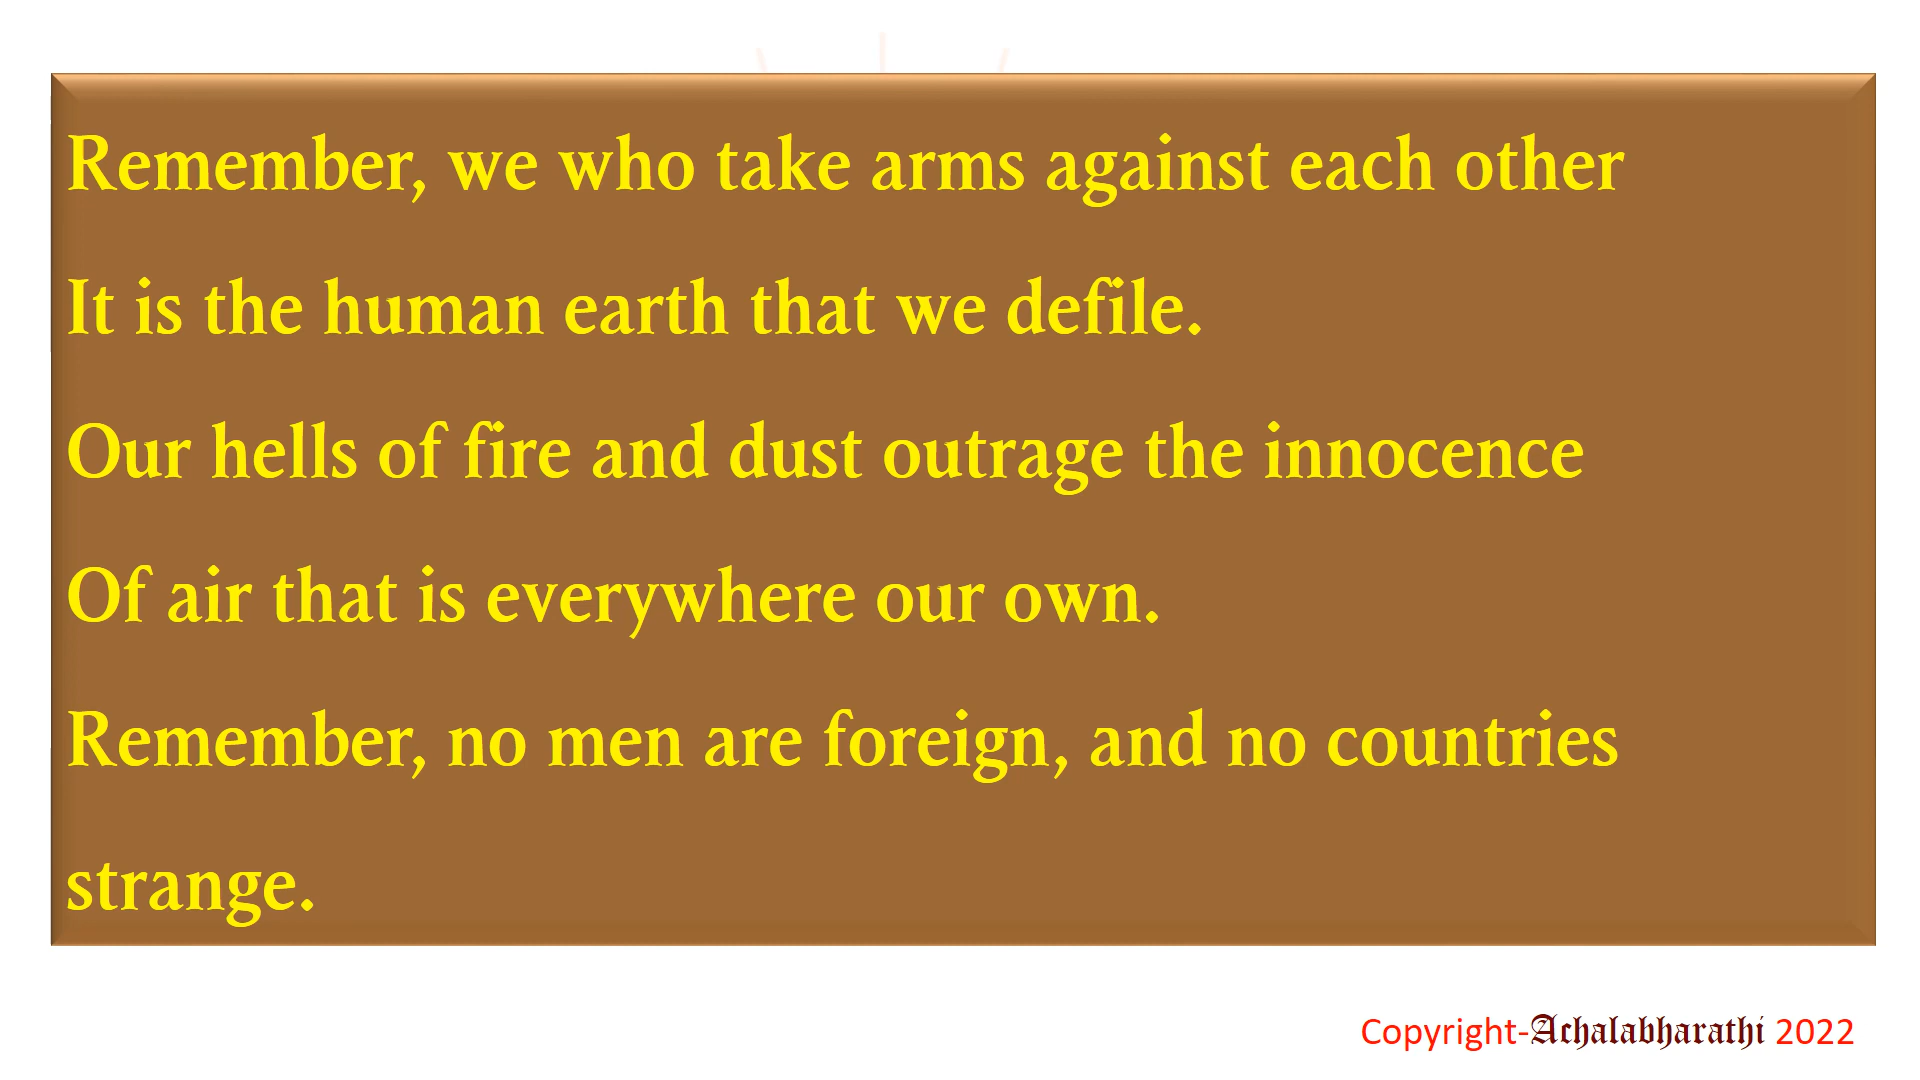 Remember, we who take arms against each other
It is the human earth that we defile.
Our hells of fire and dust outrage the innocence
Of air that is everywhere our own.
Remember, no men are foreign, and no countries
strange.
Copyright-Achalabharathi 2022